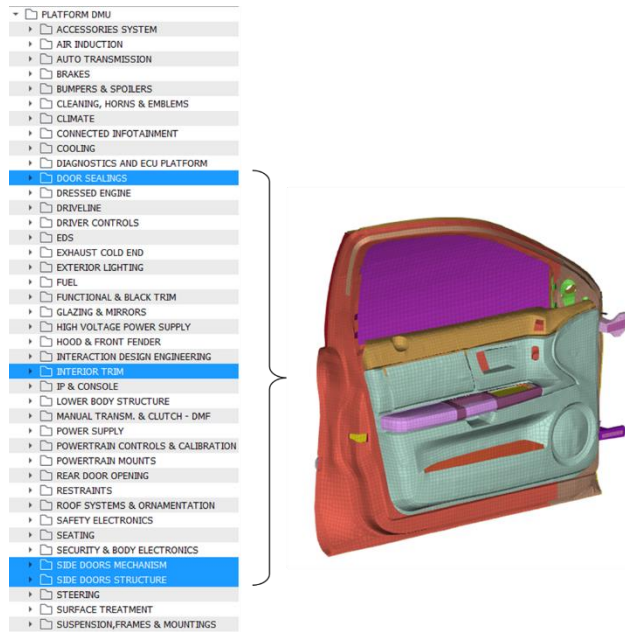 PLATFORM DMU
ACCESSORIES SYSTEM
AIR INDUCTION
AUTO TRANSMISSION
BRAKES
BUMPERS & SPOILERS
CLEANING, HORNS & EMBLEMS
CLIMATE
CONNECTED INFOTAINMENT
COOLING
DIAGNOSTICS AND ECU PLATFORM
DOOR SEALINGS
DRESSED ENGINE
DRIVELINE
DRIVER CONTROLS
EDS
EXHAUST COLD END
EXTERIOR LIGHTING
FUEL
FUNCTIONAL & BLACK TRIM
GLAZING & MIRRORS
HIGH VOLTAGE POWER SUPPLY
HOOD & FRONT FENDER
INTERACTION DESIGN ENGINEERING
INTERIOR TRIM
IP & CONSOLE
LOWER BODY STRUCTURE
MANUAL TRANSM. & CLUTCH - DMF
POWER SUPPLY
POWERTRAIN CONTROLS & CALIBRATION
POWERTRAIN MOUNTS
REAR DOOR OPENING
RESTRAINTS
ROOF SYSTEMS & ORNAMENTATION
SAFETY ELECTRONICS
SEATING
SECURITY & BODY ELECTRONICS
SIDE DOORS MECHANISM
SIDE DOORS STRUCTURE
STEERING
SURFACE TREATMENT
SUSPENSION,FRAMES & MOUNTINGS